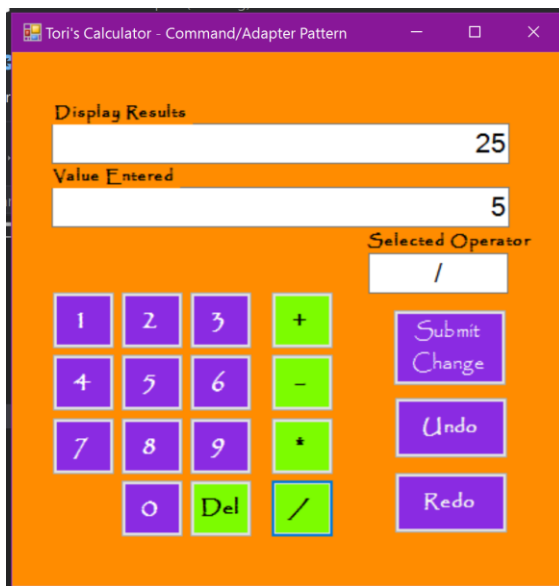 Tori's Calculator - Command/Adapter Pattern
Display Results
25
Value Entered
5
Selected Operator
/
1 2 3 +
Submit
Change
4 5 6 -
7 8 9 *
Undo
0 Del /
Redo